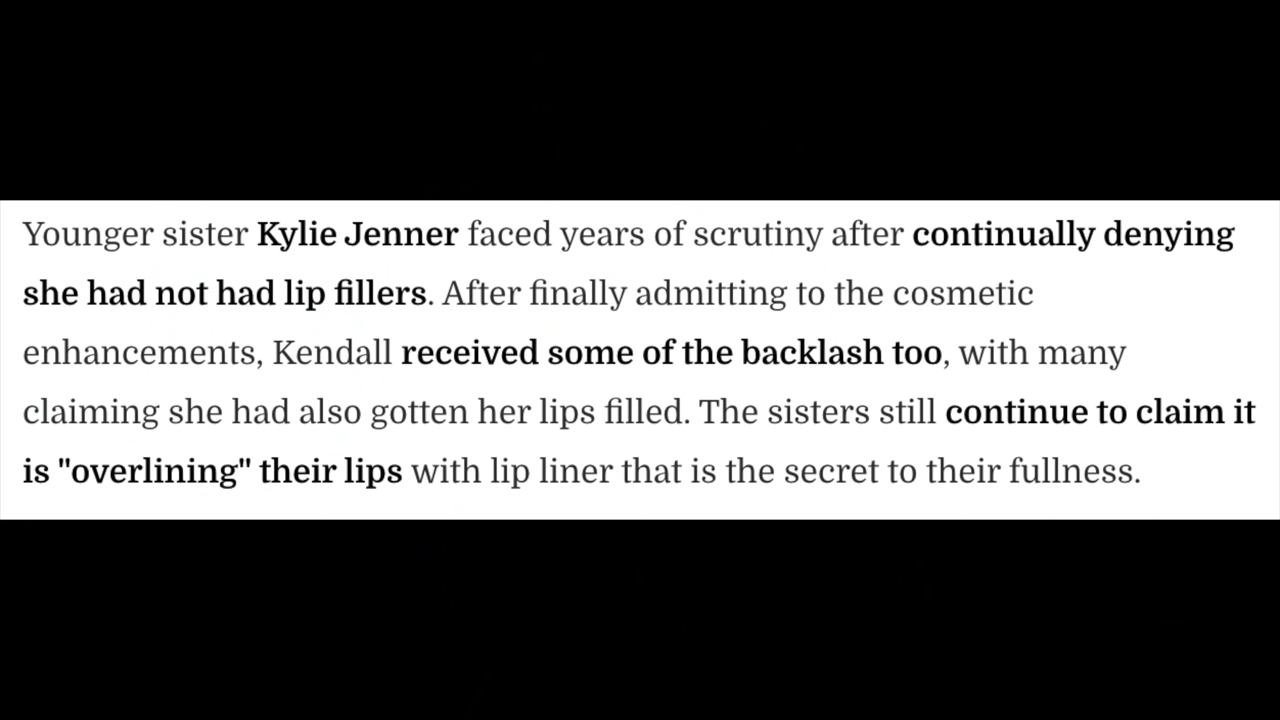 Younger sister Kylie Jenner faced years of scrutiny after continually denying
she had not had lip fillers. After finally admitting to the cosmetic
enhancements, Kendall received some of the backlash too, with many
claiming she had also gotten her lips filled. The sisters still continue to claim it
is "overlining" their lips with lip liner that is the secret to their fullness.